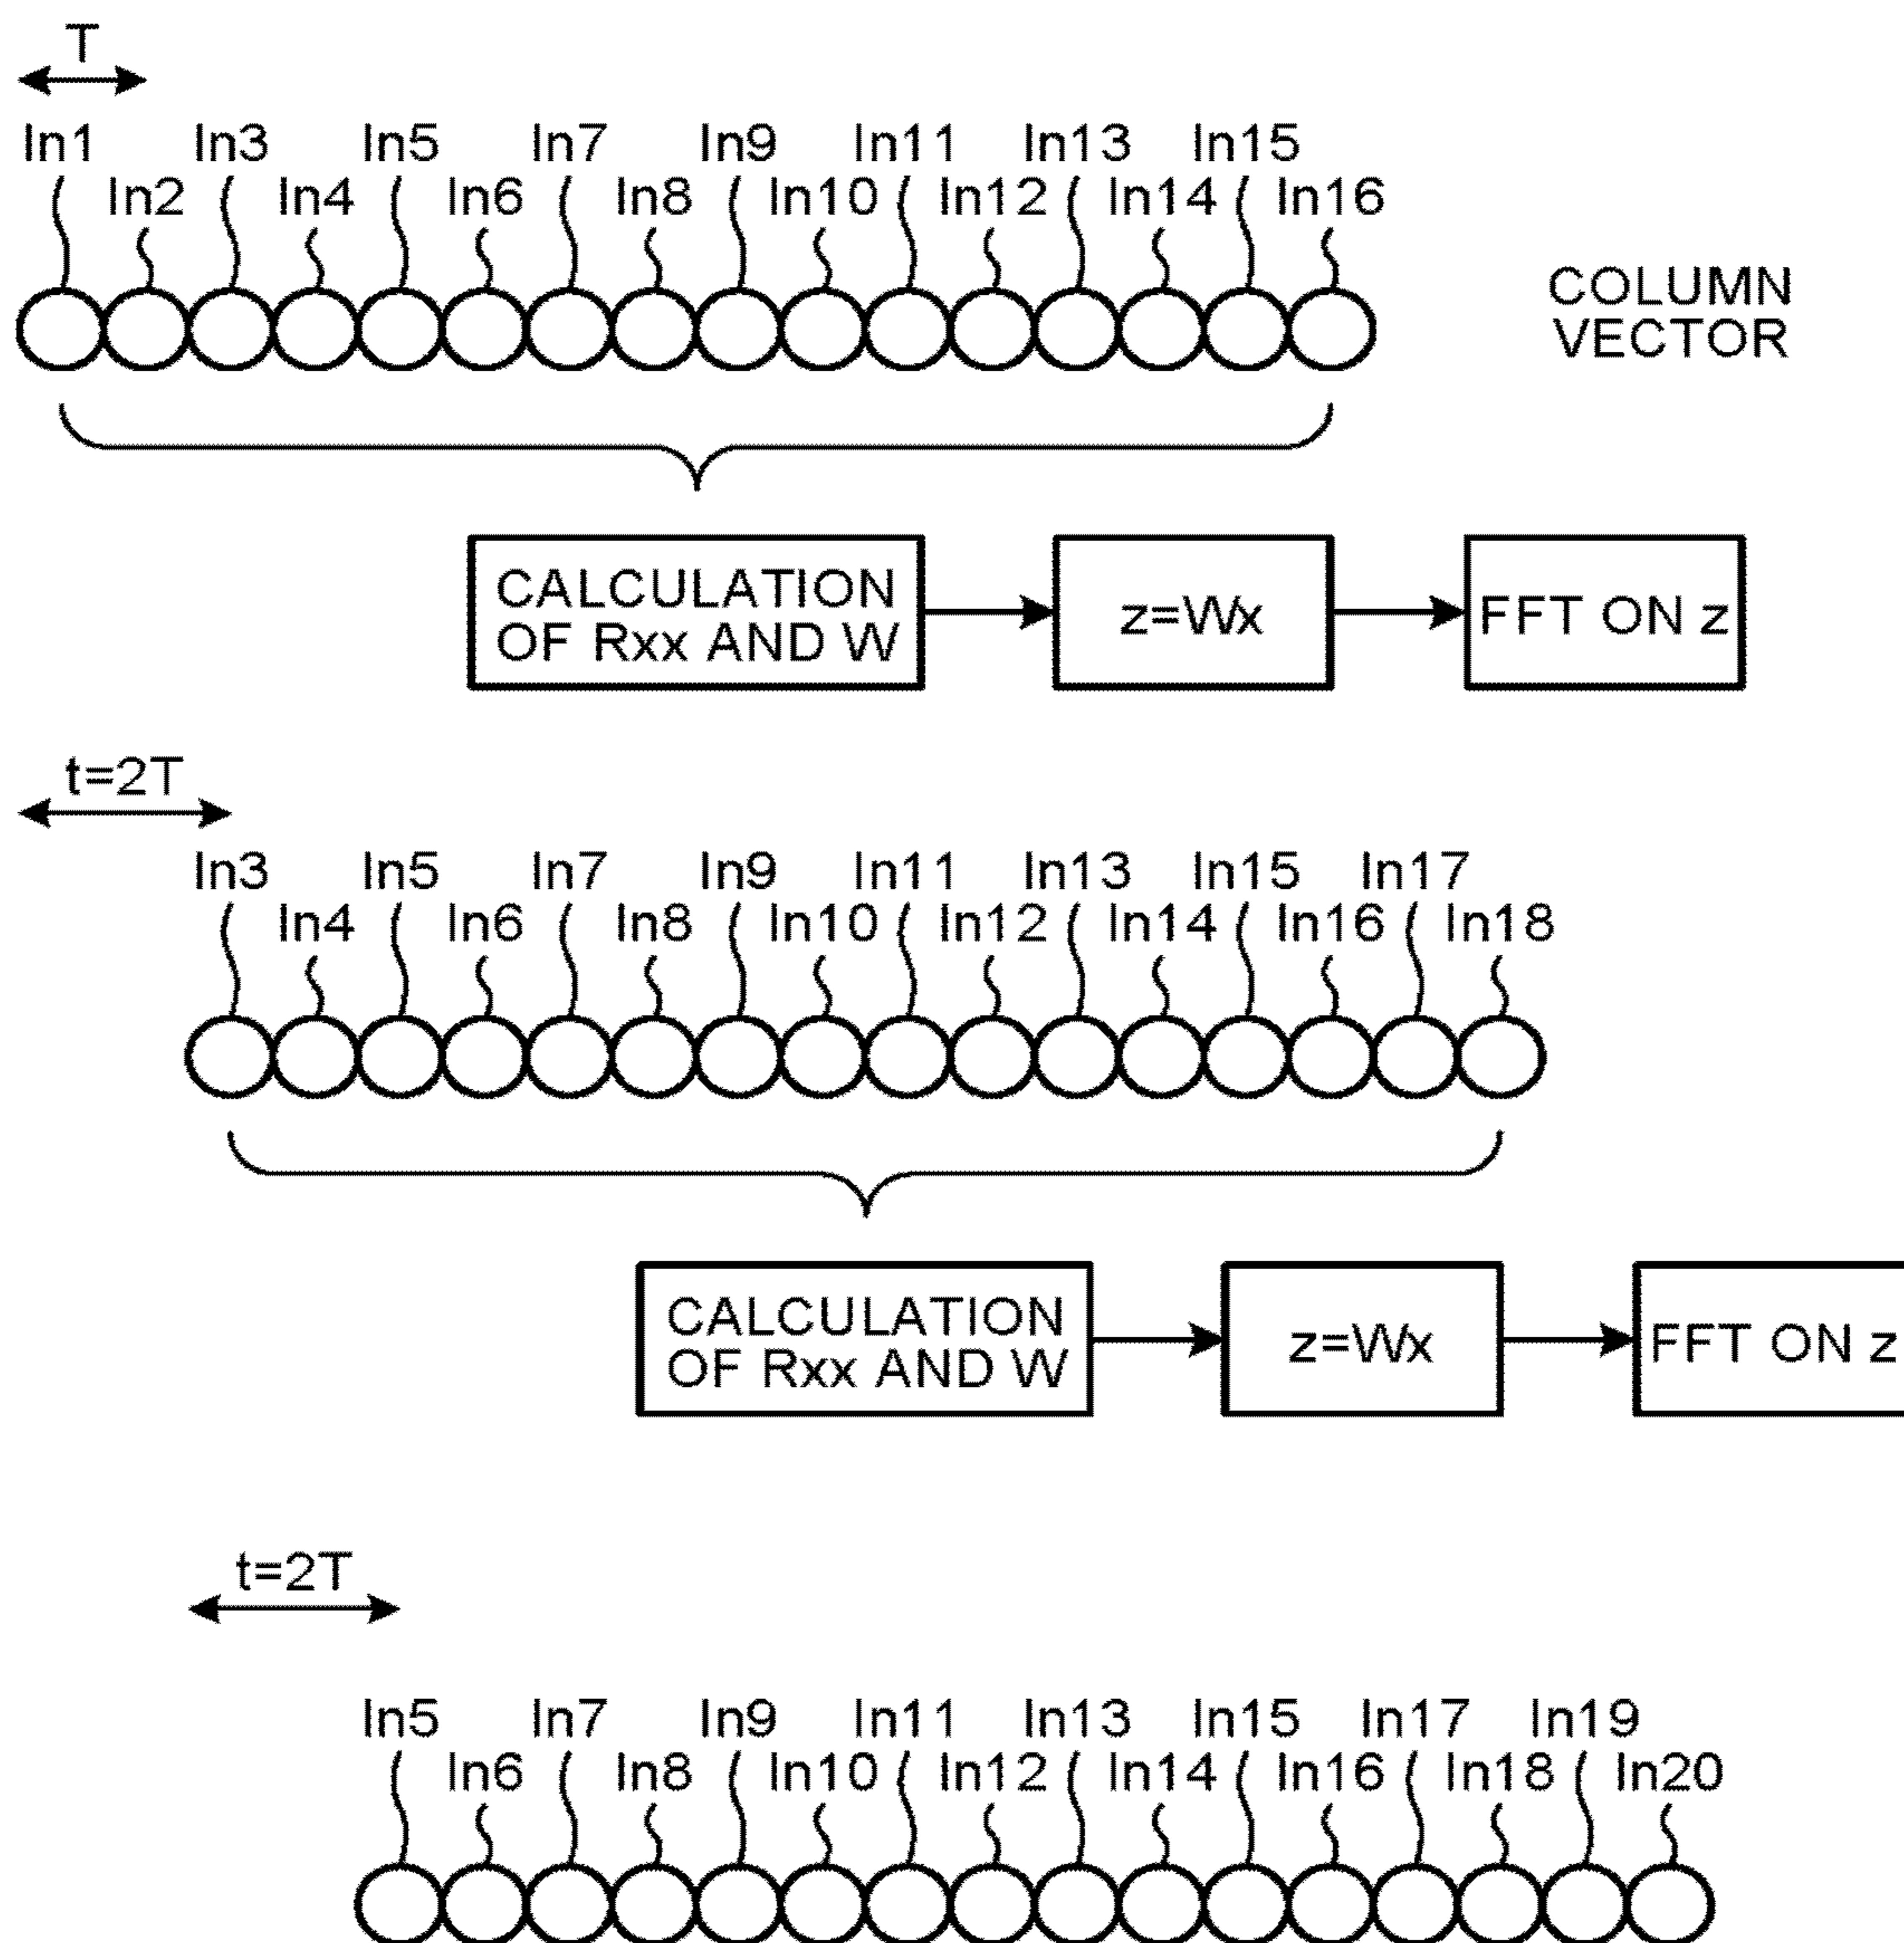 T
In1 In3 In5 In7 In9 In11 In13 In15
In2 In4 In6 In8 In10 In12 In14 In16
COLUMN
VECTOR
CALCULATION
OF Rxx AND W
z=Wx
FFT ON z
t=2T
In3 In5 In7 In9 In11 In13 In15 In17
In4 In6 In8 In10 In12 In14 In16 In18
CALCULATION
OF Rxx AND W
z=Wx
FFT ON z
t=2T
In5 In7 In9 In11 In13 In15 In17 In19
In6 In8 In10 In12 In14 In16 In18 In20